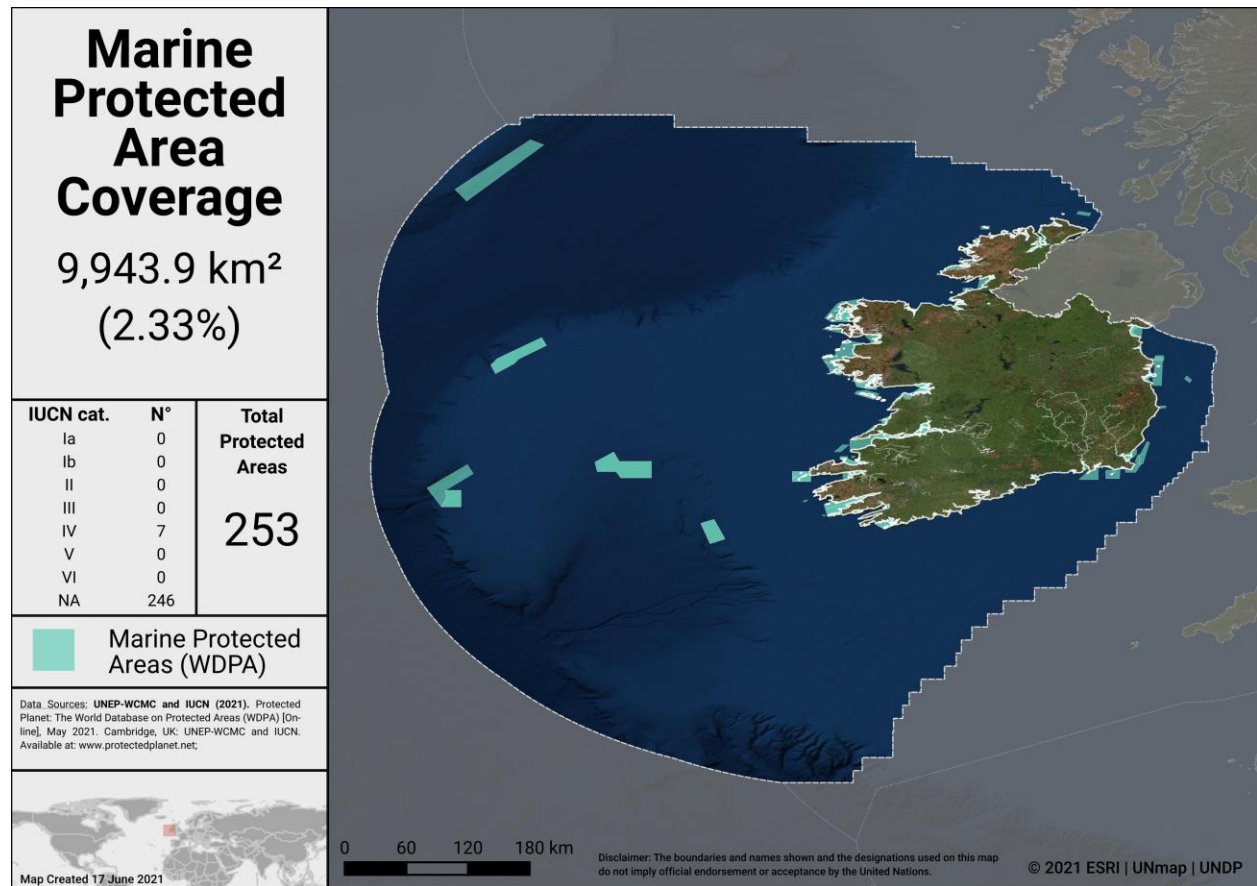 Marine
Protected
Area
Coverage
9,943.9 km²
(2.33%)
IUCN cat. N°
Ia 0
Ib 0
II 0
III 0
IV 7
V 0
VI 0
NA 246
Total
Protected
Areas
253
Marine Protected
Areas (WDPA)
Data Sources: UNEP-WCMC and IUCN (2021). Protected
Planet: The World Database on Protected Areas (WDPA) [On-
line], May 2021. Cambridge, UK: UNEP-WCMC and IUCN.
Available at: www.protectedplanet.net;
Map Created 17 June 2021
0 60 120 180 km
Disclaimer: The boundaries and names shown and the designations used on this map
do not imply official endorsement or acceptance by the United Nations.
© 2021 ESRI | UNmap | UNDP